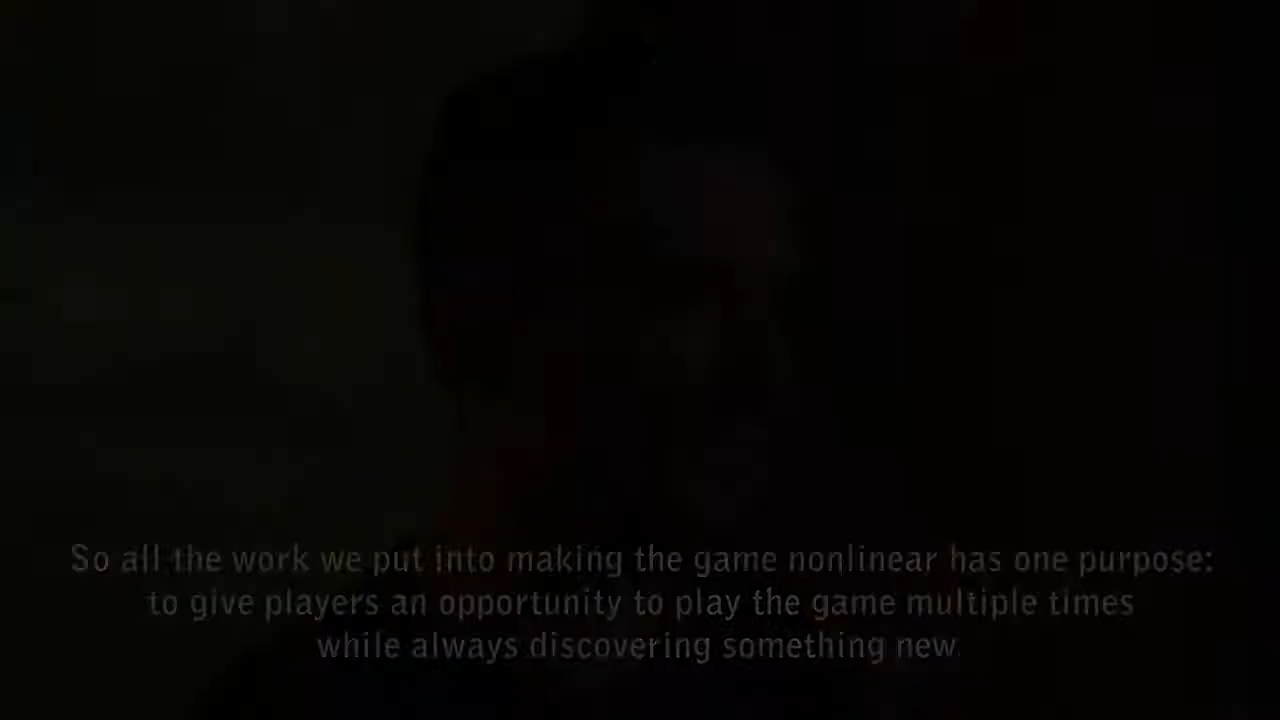 So all the work we put into making the game nonlinear has one purpose:
to give players an opportunity to play the game multiple times
while always discovering something new.